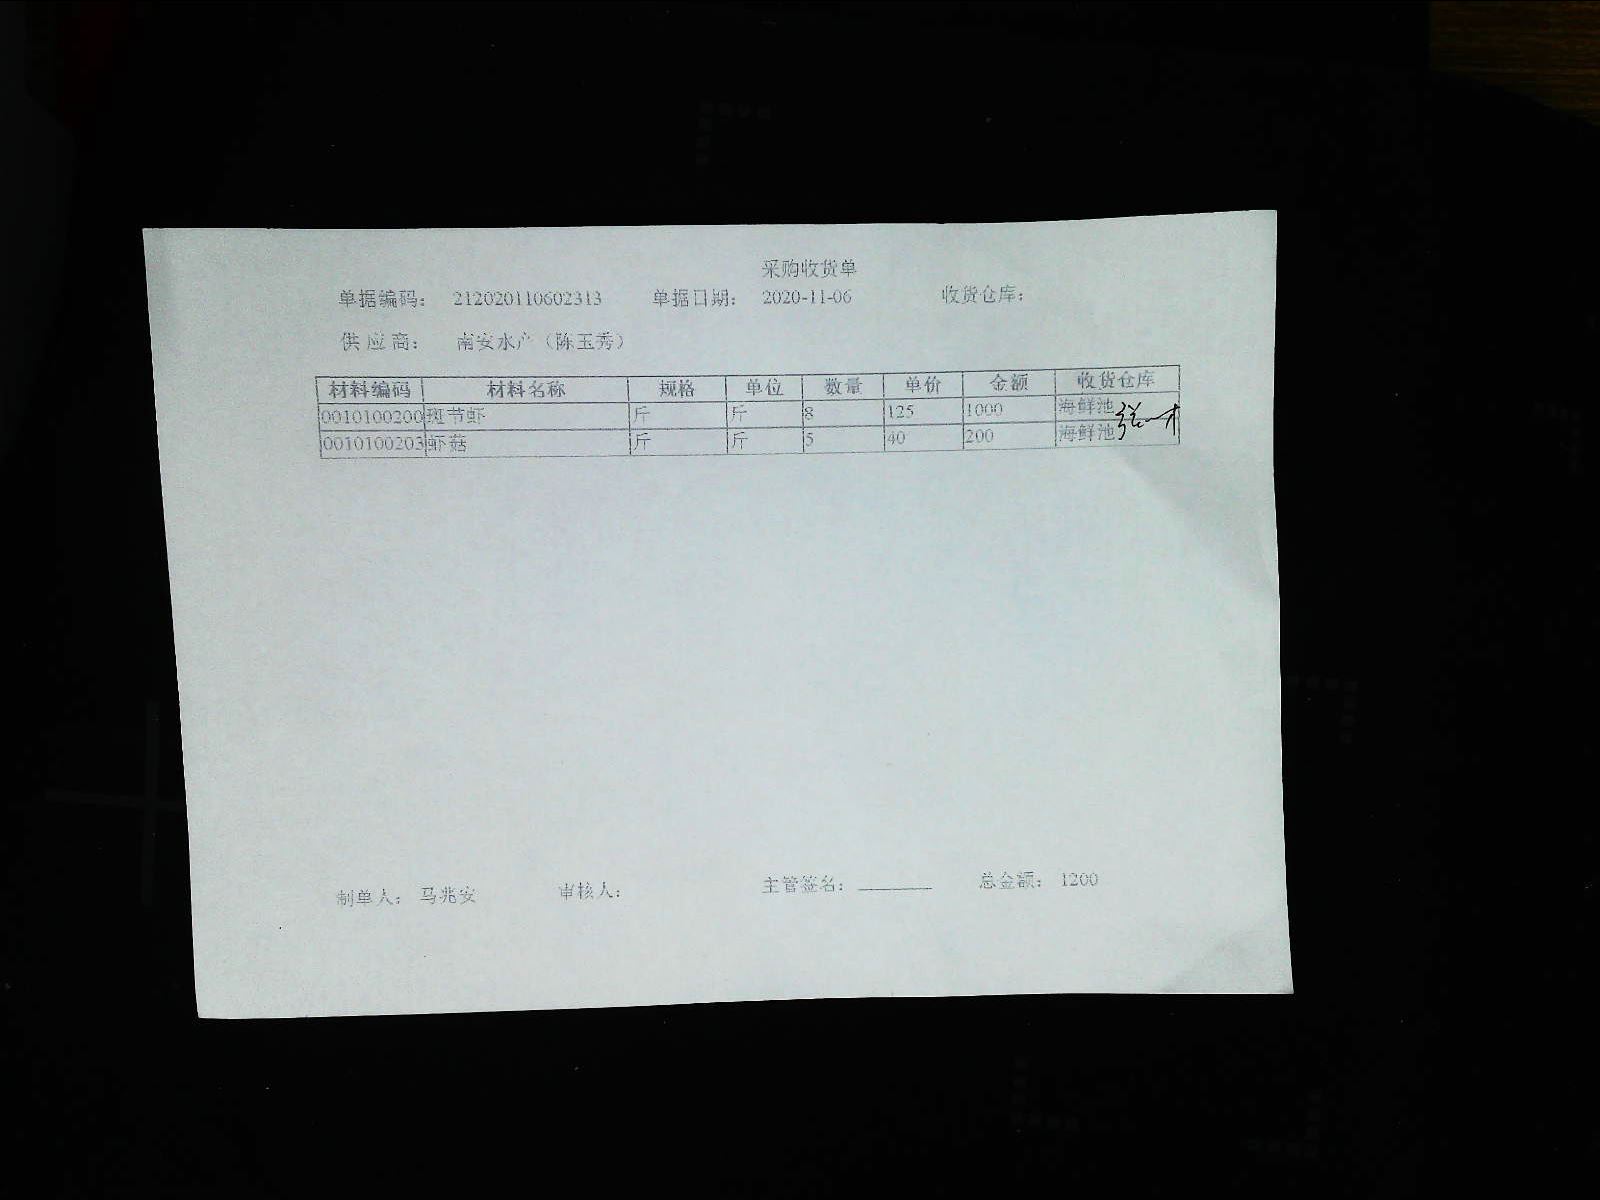 采购收货单
单据编码： 212020110602313 单据日期： 2020-11-06 收货仓库：
供 应 商： 南安水产（陈玉秀）
材料编码 材料名称 规格 单位 数量 单价 金额 收货仓库
0010100200 斑节虾 斤 斤 8 125 1000 海鲜池
0010100203 虾菇 斤 斤 5 40 200 海鲜池
制单人： 马兆安 审核人： 主管签名： 总金额： 1200